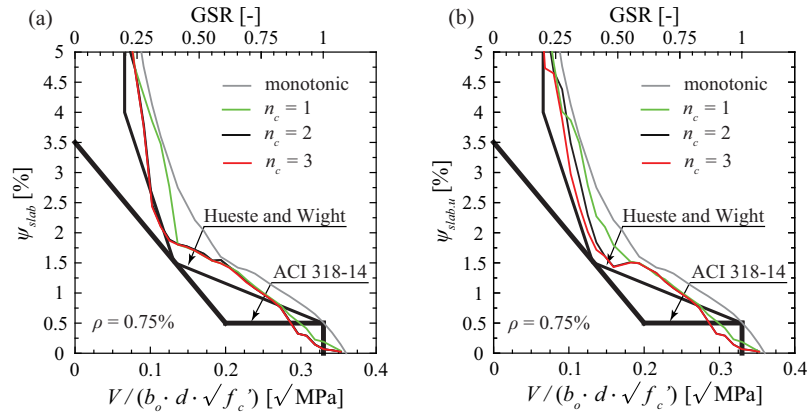 (a)
GSR [-]
0 0.25 0.50 0.75 1
5
4.5
4
3.5
3
2.5
2
1.5
1
0.5
0
ψslab [%]
monotonic
nc = 1
nc = 2
nc = 3
Hueste and Wight
ACI 318-14
ρ = 0.75%
0 0.1 0.2 0.3 0.4
V / (bo · d · √ fc’) [√ MPa]
(b)
GSR [-]
0 0.25 0.50 0.75 1
5
4.5
4
3.5
3
2.5
2
1.5
1
0.5
0
ψslab.u [%]
monotonic
nc = 1
nc = 2
nc = 3
Hueste and Wight
ACI 318-14
ρ = 0.75%
0 0.1 0.2 0.3 0.4
V / (bo · d · √ fc’) [√ MPa]